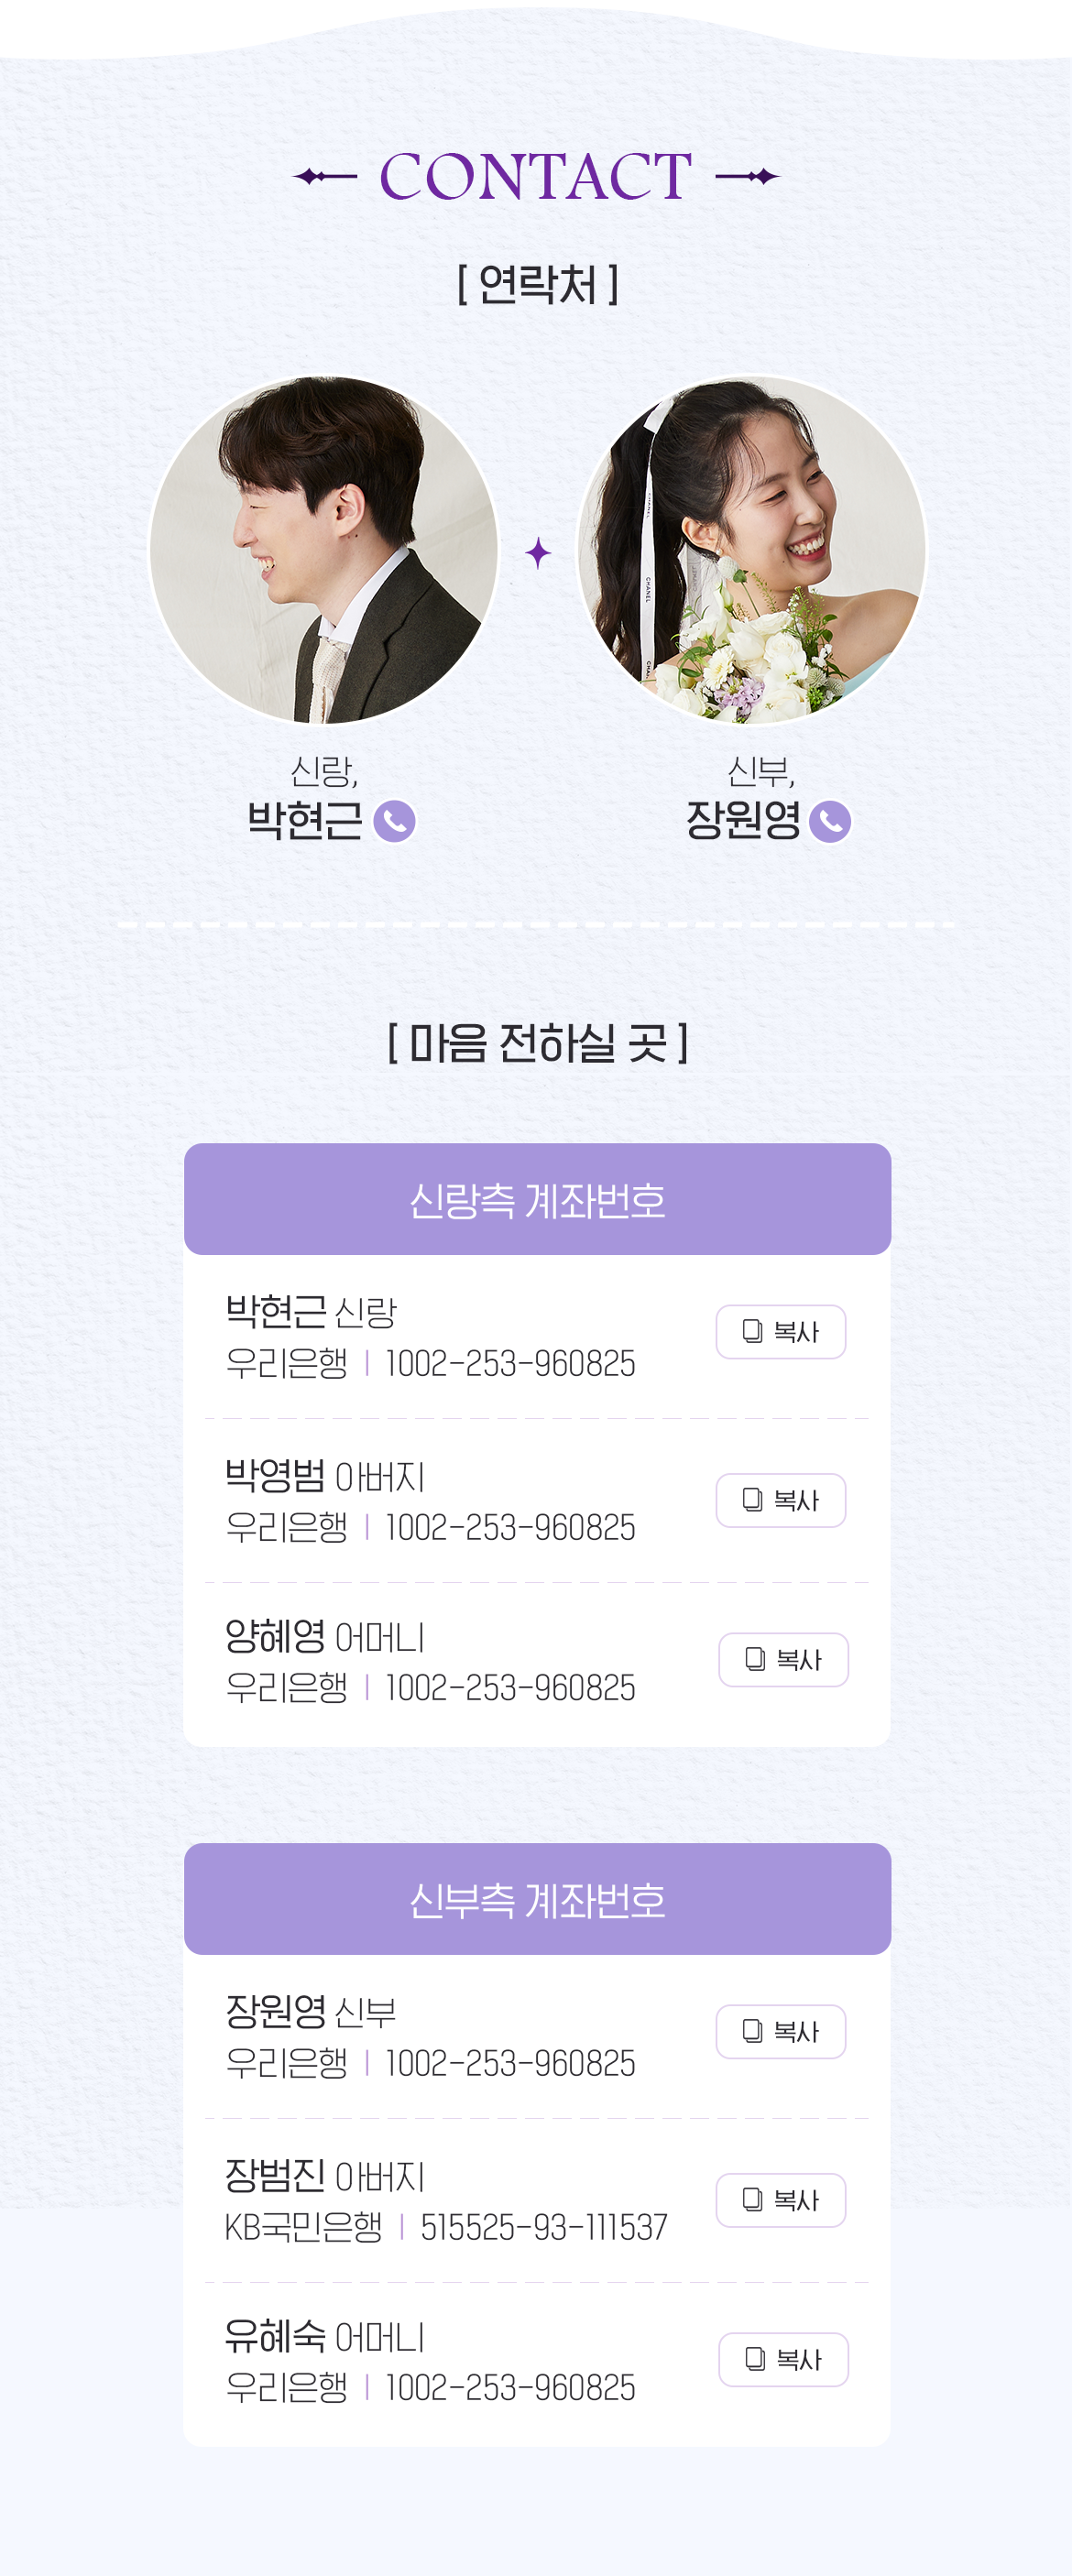 CONTACT
[ 연락처 ]
CHANEL
CHANEL
신랑,
신부,
박현근
장원영
[ 마음 전하실 곳 ]
신랑측 계좌번호
박현근 신랑
복사
우리은행 | 1002-253-960825
박영범 아버지
복사
우리은행 | 1002-253-960825
양혜영 어머니
복사
우리은행 | 1002-253-960825
신부측 계좌번호
장원영 신부
복사
우리은행 | 1002-253-960825
장범진 아버지
복사
KB국민은행 | 515525-93-111537
유혜숙 어머니
복사
우리은행 | 1002-253-960825